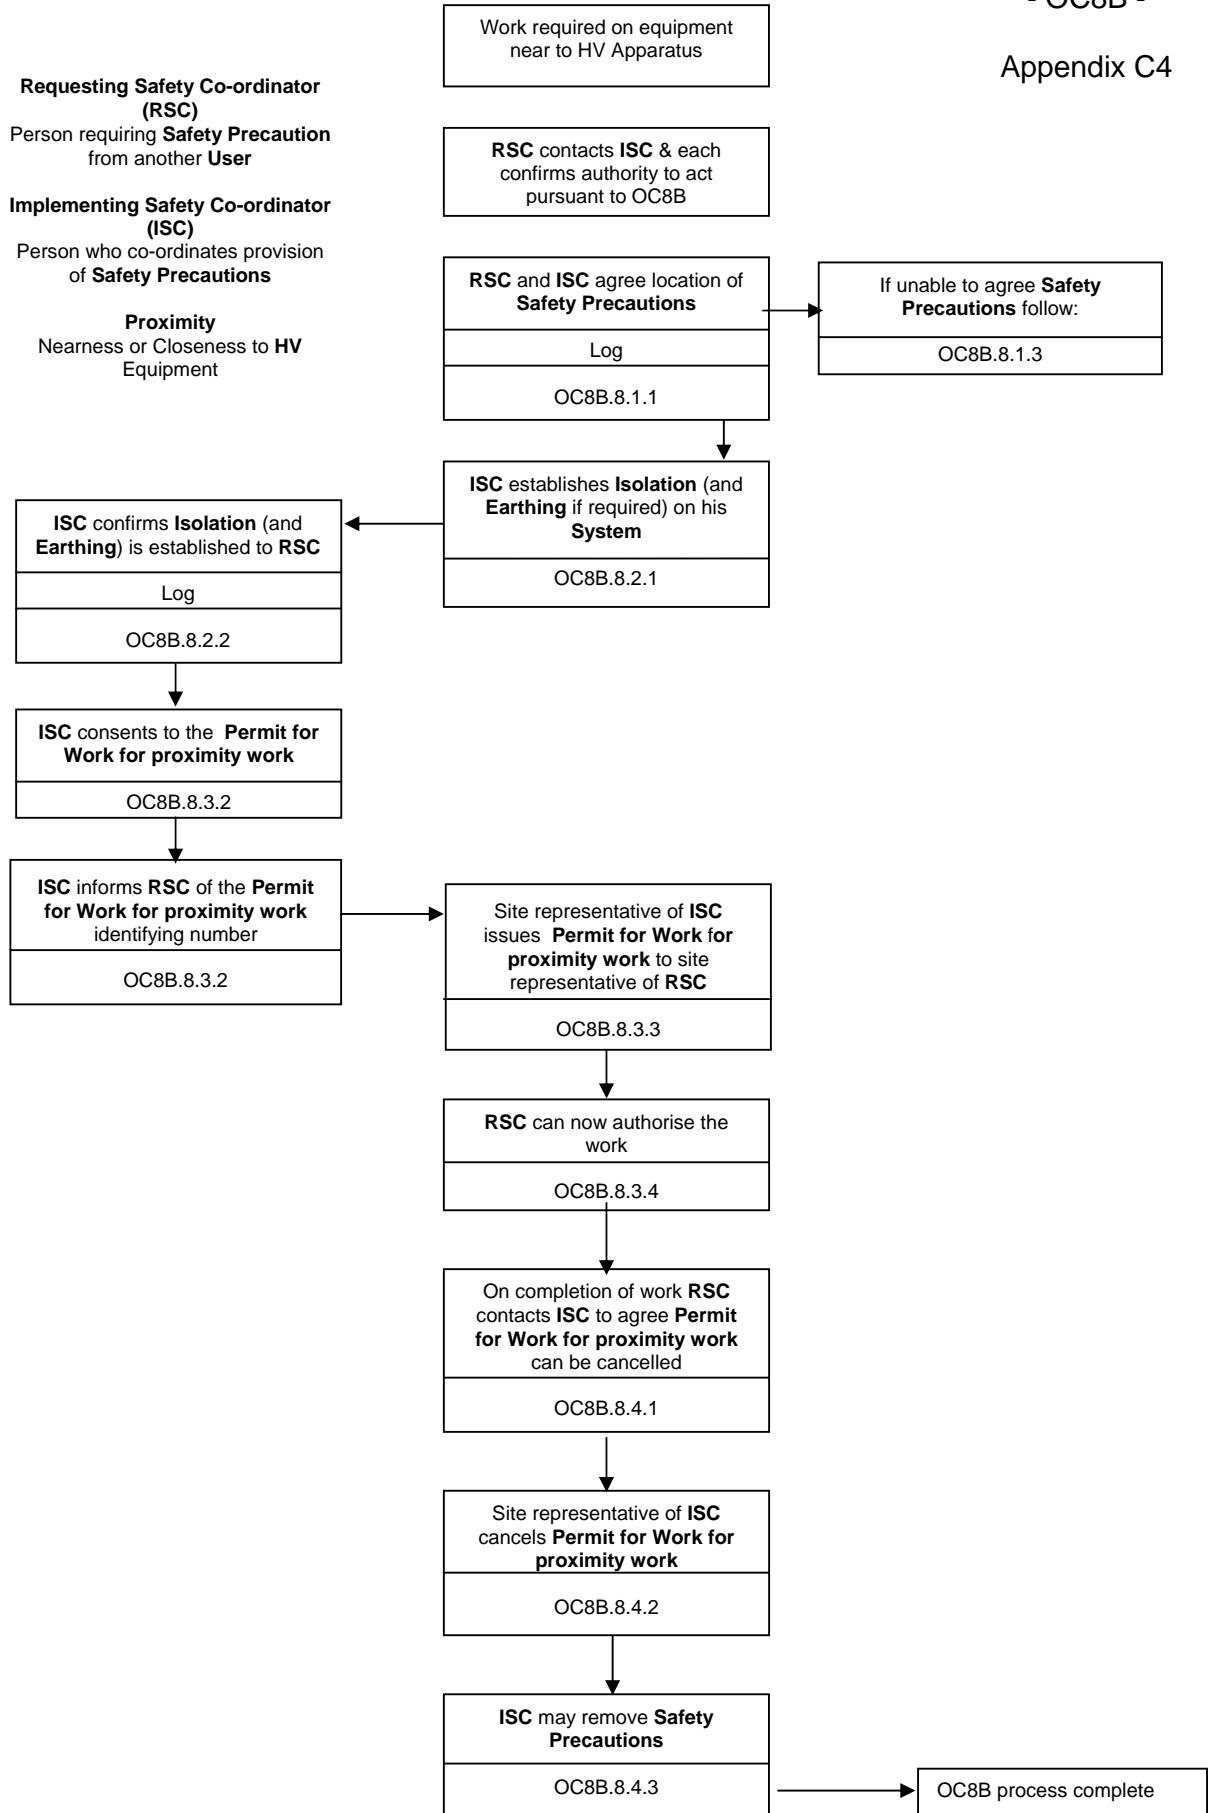 - OC8B -
Appendix C4
Work required on equipment
near to HV Apparatus
Requesting Safety Co-ordinator
(RSC)
Person requiring Safety Precaution
from another User
Implementing Safety Co-ordinator
(ISC)
Person who co-ordinates provision
of Safety Precautions
Proximity
Nearness or Closeness to HV
Equipment
RSC contacts ISC & each
confirms authority to act
pursuant to OC8B
RSC and ISC agree location of
Safety Precautions
Log
OC8B.8.1.1
If unable to agree Safety
Precautions follow:
OC8B.8.1.3
ISC establishes Isolation (and
Earthing if required) on his
System
OC8B.8.2.1
ISC confirms Isolation (and
Earthing) is established to RSC
Log
OC8B.8.2.2
ISC consents to the Permit for
Work for proximity work
OC8B.8.3.2
ISC informs RSC of the Permit
for Work for proximity work
identifying number
OC8B.8.3.2
Site representative of ISC
issues Permit for Work for
proximity work to site
representative of RSC
OC8B.8.3.3
RSC can now authorise the
work
OC8B.8.3.4
On completion of work RSC
contacts ISC to agree Permit
for Work for proximity work
can be cancelled
OC8B.8.4.1
Site representative of ISC
cancels Permit for Work for
proximity work
OC8B.8.4.2
ISC may remove Safety
Precautions
OC8B.8.4.3
OC8B process complete